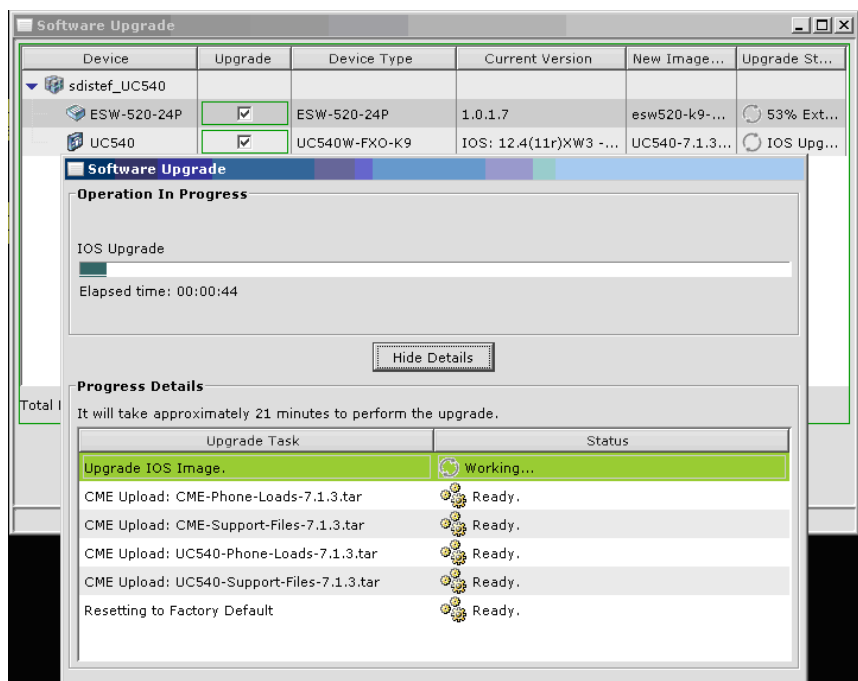 Software Upgrade
Device Upgrade Device Type Current Version New Image... Upgrade St...
sdistef_UC540
ESW-520-24P ESW-520-24P 1.0.1.7 esw520-k9-... 53% Ext...
UC540 UC540W-FXO-K9 IOS: 12.4(11r)XW3 -... UC540-7.1.3... IOS Upg...
Software Upgrade
Operation In Progress
IOS Upgrade
Elapsed time: 00:00:44
Hide Details
Progress Details
Total
It will take approximately 21 minutes to perform the upgrade.
Upgrade Task Status
Upgrade IOS Image. Working...
CME Upload: CME-Phone-Loads-7.1.3.tar Ready.
CME Upload: CME-Support-Files-7.1.3.tar Ready.
CME Upload: UC540-Phone-Loads-7.1.3.tar Ready.
CME Upload: UC540-Support-Files-7.1.3.tar Ready.
Resetting to Factory Default Ready.